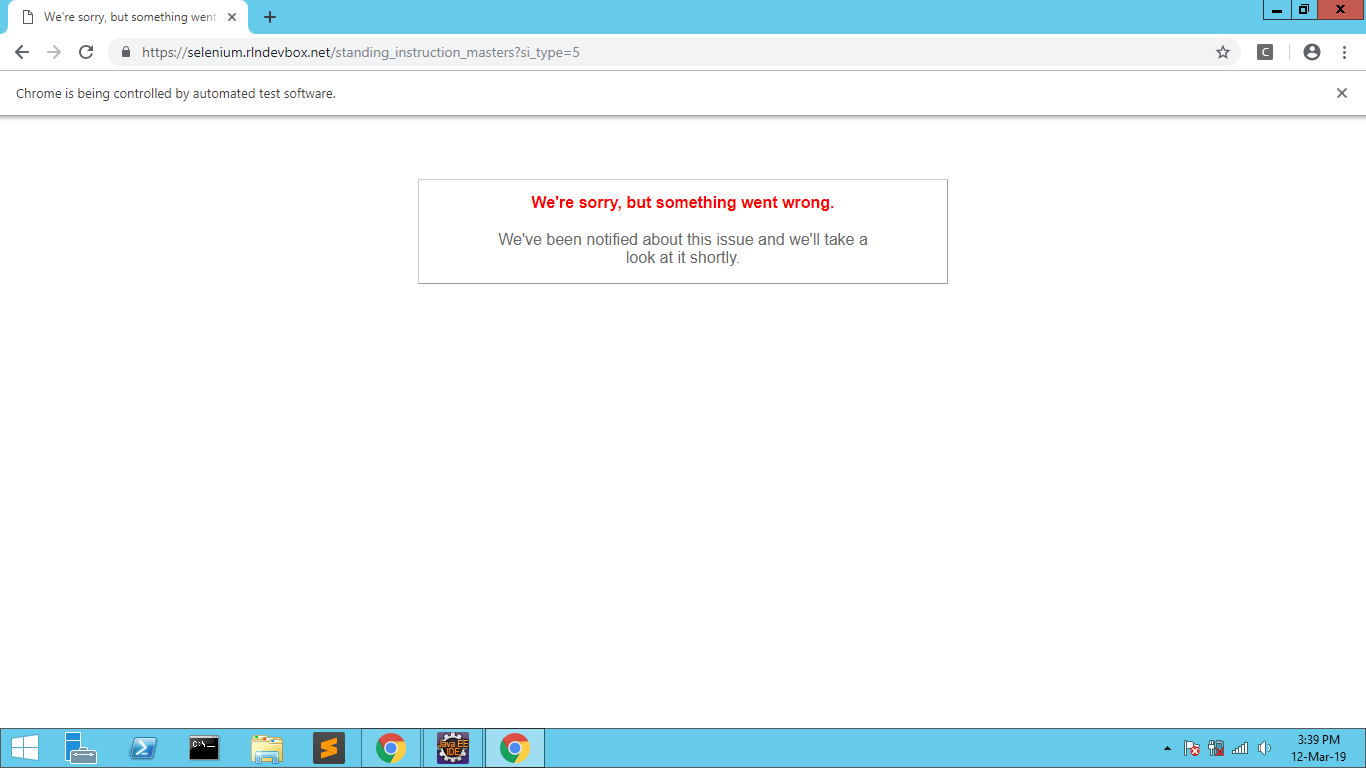 We're sorry, but something went
https://selenium.rlndevbox.net/standing_instruction_masters?si_type=5
C
Chrome is being controlled by automated test software.
We're sorry, but something went wrong.
We've been notified about this issue and we'll take a
look at it shortly.
C:\.
Java EE
IDE
3:39 PM
12-Mar-19